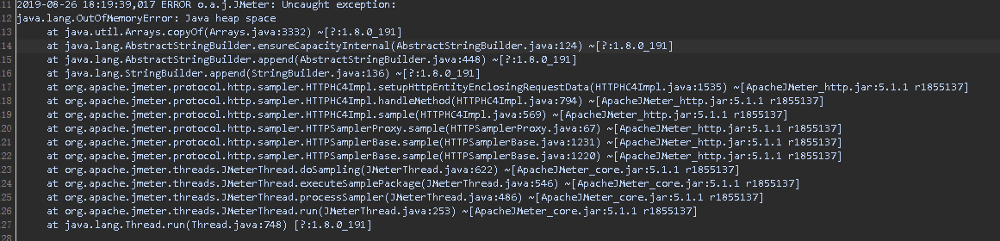 11 2019-08-26 18:19:39,017 ERROR o.a.j.JMeter: Uncaught exception:
12 java.lang.OutOfMemoryError: Java heap space
13 at java.util.Arrays.copyOf(Arrays.java:3332) ~[?:1.8.0_191]
14 at java.lang.AbstractStringBuilder.ensureCapacityInternal(AbstractStringBuilder.java:124) ~[?:1.8.0_191]
15 at java.lang.AbstractStringBuilder.append(AbstractStringBuilder.java:448) ~[?:1.8.0_191]
16 at java.lang.StringBuilder.append(StringBuilder.java:136) ~[?:1.8.0_191]
17 at org.apache.jmeter.protocol.http.sampler.HTTPHC4Impl.setupHttpEntityEnclosingRequestData(HTTPHC4Impl.java:1535) ~[ApacheJMeter_http.jar:5.1.1 r1855137]
18 at org.apache.jmeter.protocol.http.sampler.HTTPHC4Impl.handleMethod(HTTPHC4Impl.java:794) ~[ApacheJMeter_http.jar:5.1.1 r1855137]
19 at org.apache.jmeter.protocol.http.sampler.HTTPHC4Impl.sample(HTTPHC4Impl.java:569) ~[ApacheJMeter_http.jar:5.1.1 r1855137]
20 at org.apache.jmeter.protocol.http.sampler.HTTPSamplerProxy.sample(HTTPSamplerProxy.java:67) ~[ApacheJMeter_http.jar:5.1.1 r1855137]
21 at org.apache.jmeter.protocol.http.sampler.HTTPSamplerBase.sample(HTTPSamplerBase.java:1231) ~[ApacheJMeter_http.jar:5.1.1 r1855137]
22 at org.apache.jmeter.protocol.http.sampler.HTTPSamplerBase.sample(HTTPSamplerBase.java:1220) ~[ApacheJMeter_http.jar:5.1.1 r1855137]
23 at org.apache.jmeter.threads.JMeterThread.doSampling(JMeterThread.java:622) ~[ApacheJMeter_core.jar:5.1.1 r1855137]
24 at org.apache.jmeter.threads.JMeterThread.executeSamplePackage(JMeterThread.java:546) ~[ApacheJMeter_core.jar:5.1.1 r1855137]
25 at org.apache.jmeter.threads.JMeterThread.processSampler(JMeterThread.java:486) ~[ApacheJMeter_core.jar:5.1.1 r1855137]
26 at org.apache.jmeter.threads.JMeterThread.run(JMeterThread.java:253) ~[ApacheJMeter_core.jar:5.1.1 r1855137]
27 at java.lang.Thread.run(Thread.java:748) [?:1.8.0_191]
28